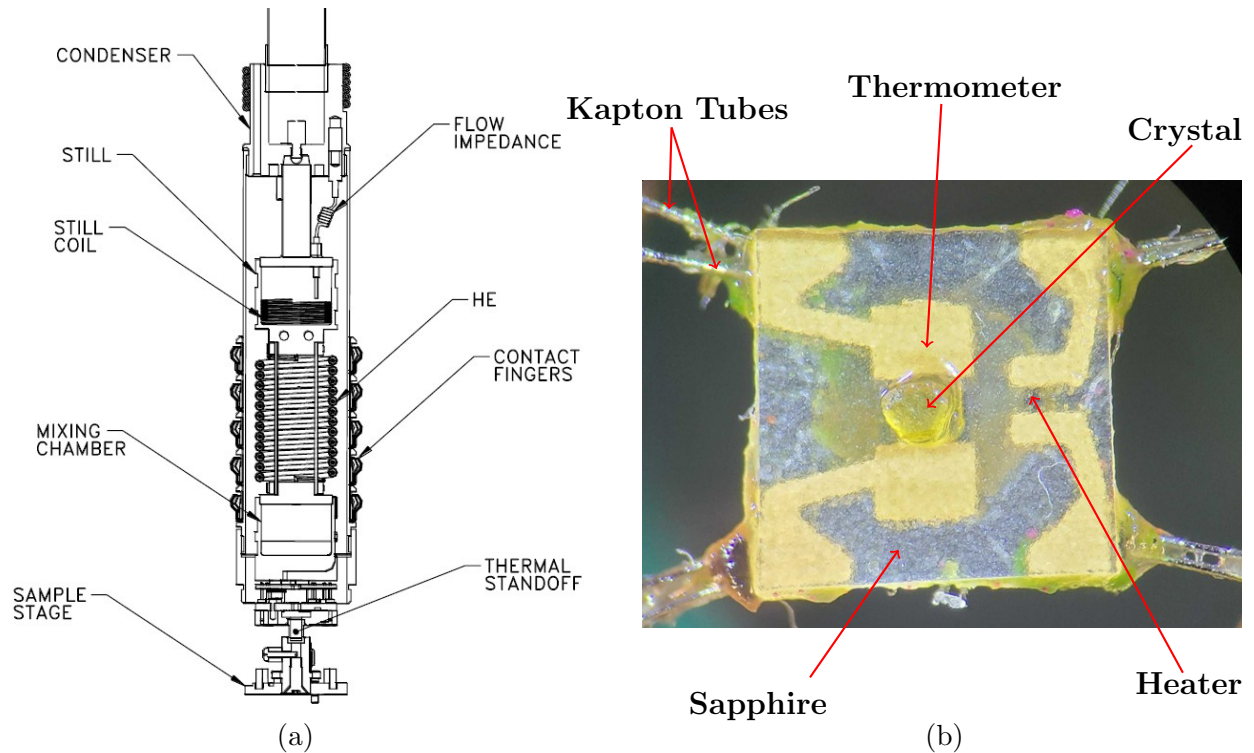 CONDENSER
FLOW
IMPEDANCE
STILL
STILL
COIL
HE
CONTACT
FINGERS
MIXING
CHAMBER
THERMAL
STANDOFF
SAMPLE
STAGE
(a)
Thermometer
Kapton Tubes
Crystal
Sapphire
Heater
(b)